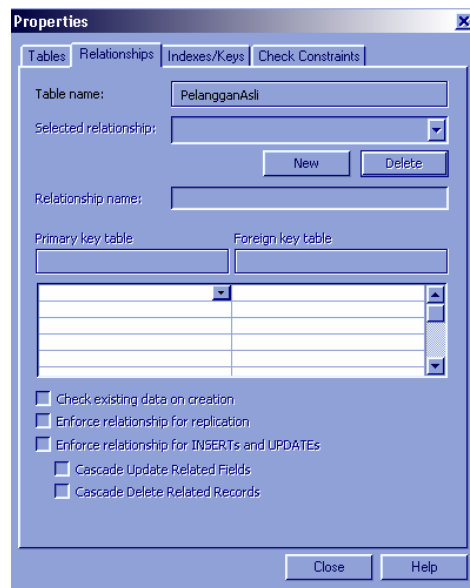 Properties
Tables Relationships Indexes/Keys Check Constraints
Table name: PelangganAsli
Selected relationship:
New Delete
Relationship name:
Primary key table Foreign key table
Check existing data on creation
Enforce relationship for replication
Enforce relationship for INSERTs and UPDATEs
Cascade Update Related Fields
Cascade Delete Related Records
Close Help